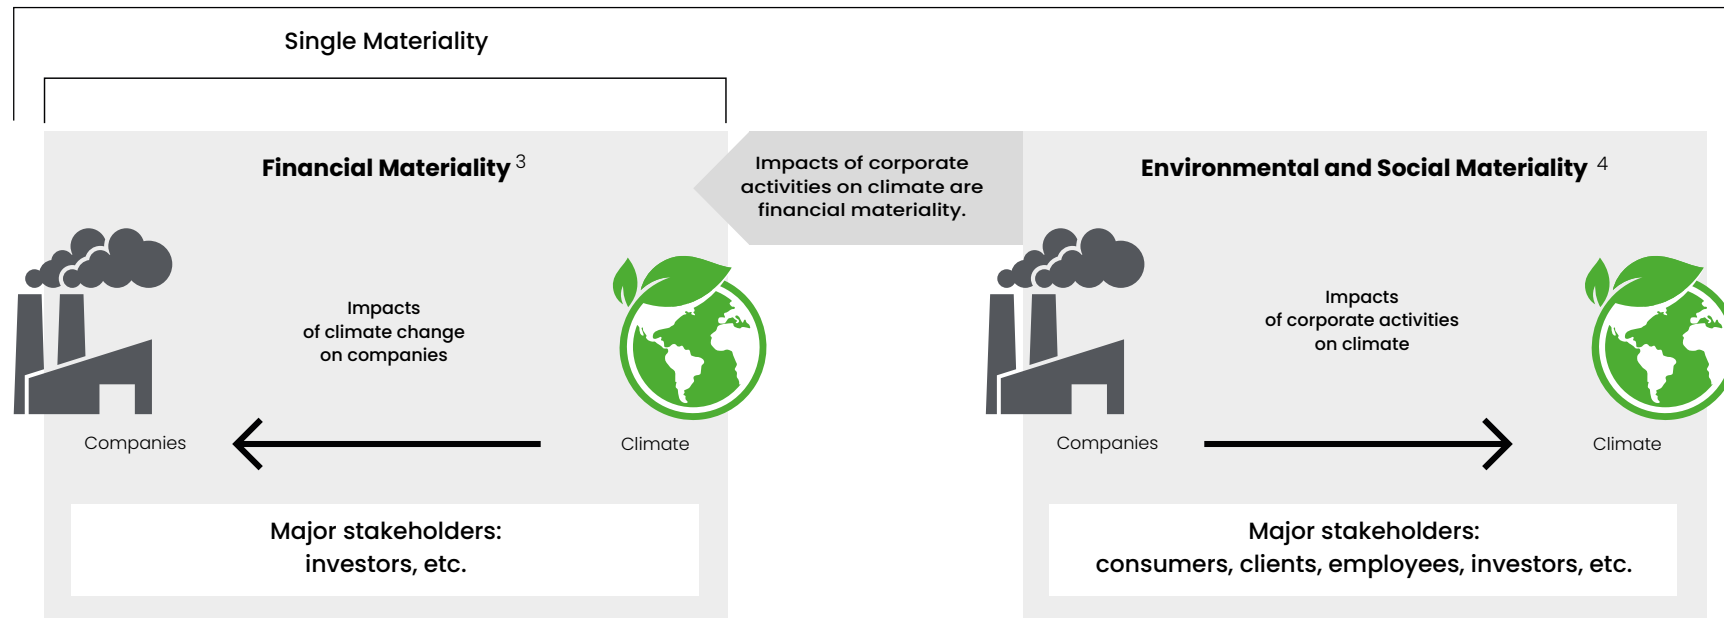 Single Materiality
Financial Materiality 3
Impacts
of climate change
on companies
Companies
Climate
Major stakeholders:
investors, etc.
Impacts of corporate
activities on climate are
financial materiality.
Environmental and Social Materiality 4
Impacts
of corporate activities
on climate
Companies
Climate
Major stakeholders:
consumers, clients, employees, investors, etc.